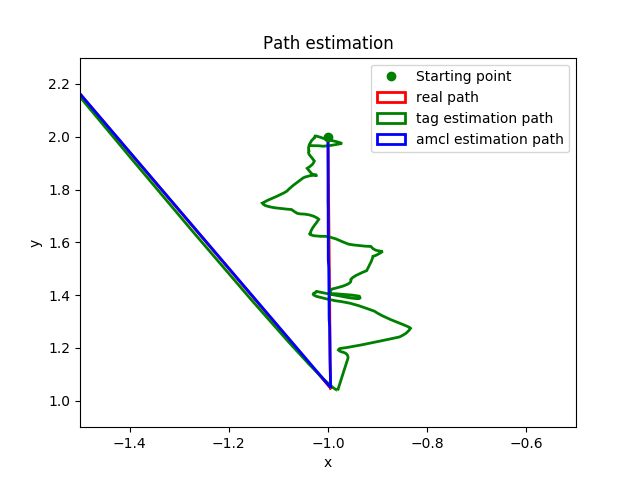 Path estimation
Starting point
real path
tag estimation path
amcl estimation path
y
2.2
2.0
1.8
1.6
1.4
1.2
1.0
−1.4
−1.2
−1.0
−0.8
−0.6
x